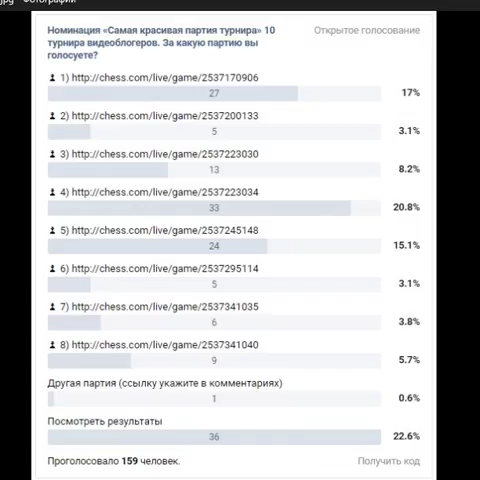 .jpg - Фотографии
Номинация «Самая красивая партия турнира» 10
турнира видеоблогеров. За какую партию вы
голосуете?
Открытое голосование
1) http://chess.com/live/game/2537170906
27
17%
2) http://chess.com/live/game/2537200133
5
3.1%
3) http://chess.com/live/game/2537223030
13
8.2%
4) http://chess.com/live/game/2537223034
33
20.8%
5) http://chess.com/live/game/2537245148
24
15.1%
6) http://chess.com/live/game/2537295114
5
3.1%
7) http://chess.com/live/game/2537341035
6
3.8%
8) http://chess.com/live/game/2537341040
9
5.7%
Другая партия (ссылку укажите в комментариях)
1
0.6%
Посмотреть результаты
36
22.6%
Проголосовало 159 человек.
Получить код